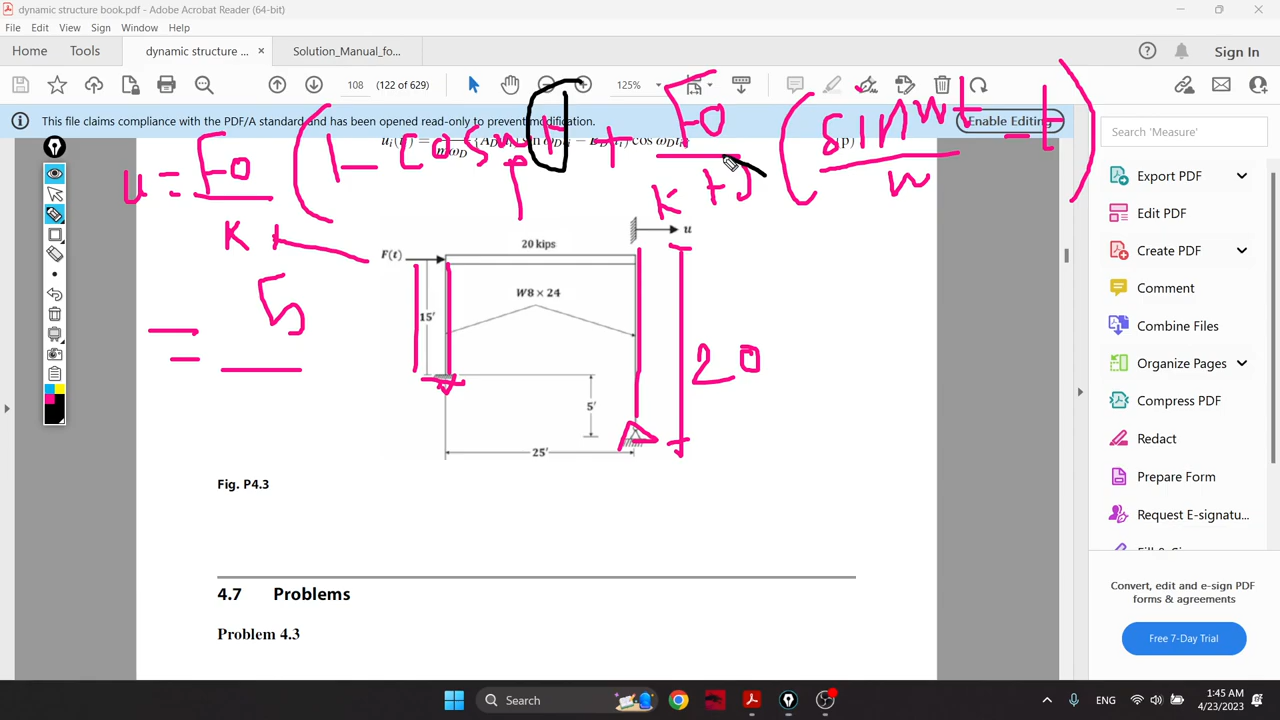 dynamic structure book.pdf - Adobe Acrobat Reader (64-bit)
File Edit View Sign Window Help
Home Tools dynamic structure ... × Solution_Manual_fo... Sign In
108 (122 of 629) 125%
This file claims compliance with the PDF/A standard and has been opened read-only to prevent modification. Enable Editing
Search 'Measure'
u = Fo ( 1 - cosw t + Fo ( sinwt - t )
K K td w
F(t) 20 kips u
W8 × 24
15'
= 5
20
5'
25'
Fig. P4.3
4.7 Problems
Problem 4.3
Export PDF
Edit PDF
Create PDF
Comment
Combine Files
Organize Pages
Compress PDF
Redact
Prepare Form
Request E-signatu...
Convert, edit and e-sign PDF
forms & agreements
Free 7-Day Trial
Search
ENG
1:45 AM
4/23/2023